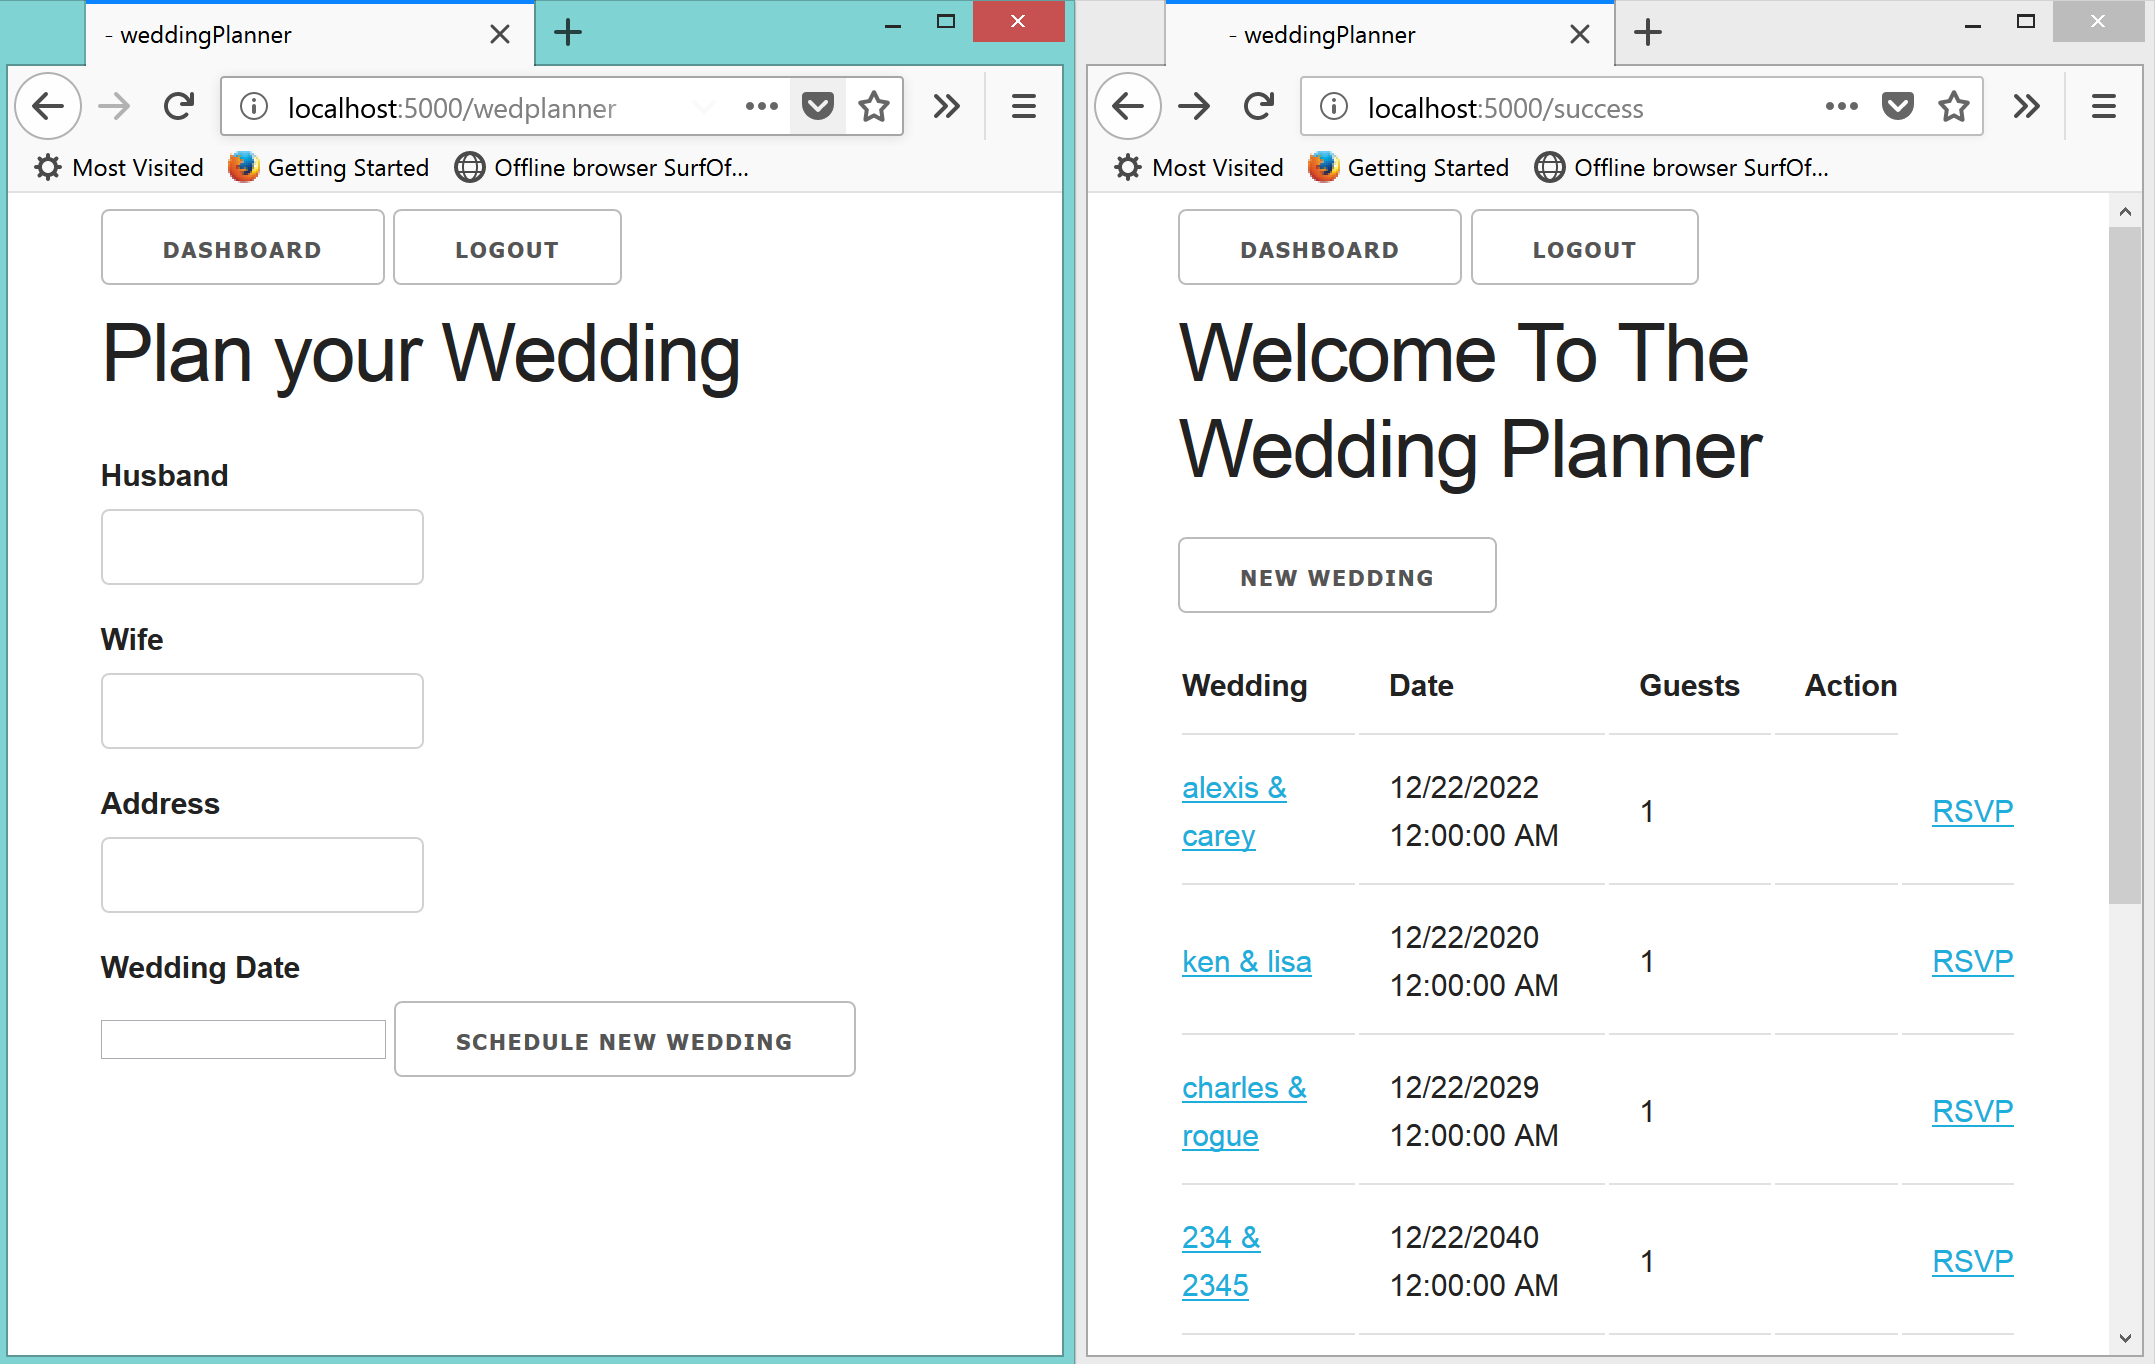 - weddingPlanner
localhost:5000/wedplanner
Most Visited Getting Started Offline browser SurfOf...
DASHBOARD LOGOUT
Plan your Wedding
Husband
Wife
Address
Wedding Date
SCHEDULE NEW WEDDING
- weddingPlanner
localhost:5000/success
Most Visited Getting Started Offline browser SurfOf...
DASHBOARD LOGOUT
Welcome To The
Wedding Planner
NEW WEDDING
Wedding Date Guests Action
alexis &
carey
12/22/2022
12:00:00 AM
1
RSVP
ken & lisa
12/22/2020
12:00:00 AM
1
RSVP
charles &
rogue
12/22/2029
12:00:00 AM
1
RSVP
234 &
2345
12/22/2040
12:00:00 AM
1
RSVP